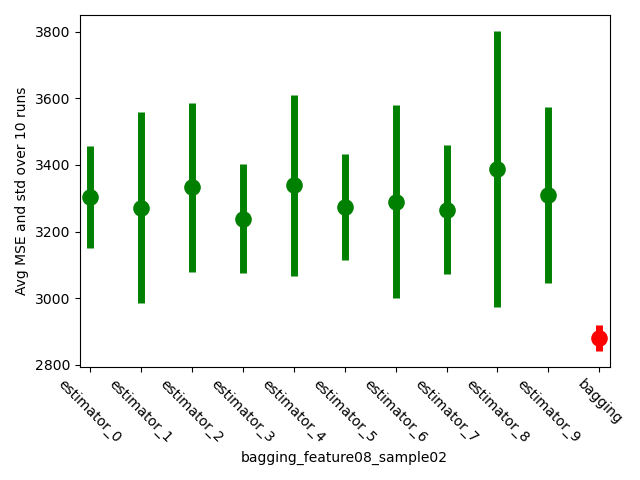 Avg MSE and std over 10 runs
3800
3600
3400
3200
3000
2800
estimator_0
estimator_1
estimator_2
estimator_3
estimator_4
estimator_5
estimator_6
estimator_7
estimator_8
estimator_9
bagging
bagging_feature08_sample02